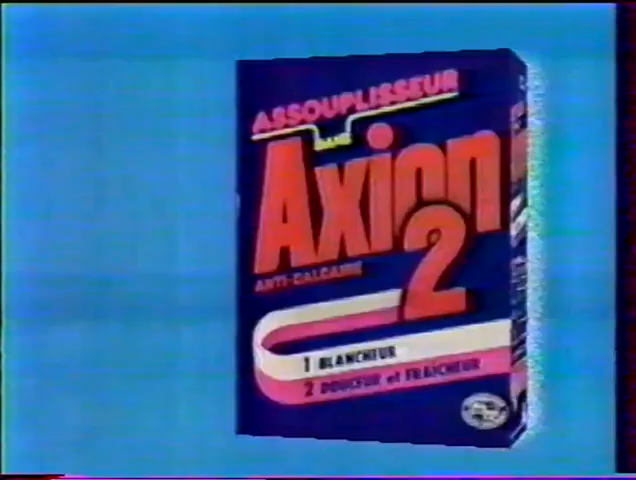 ASSOUPLISSEUR
Axion
2
ANTI-CALCAIRE
1 BLANCHEUR
2 DOUCEUR et FRAICHEUR